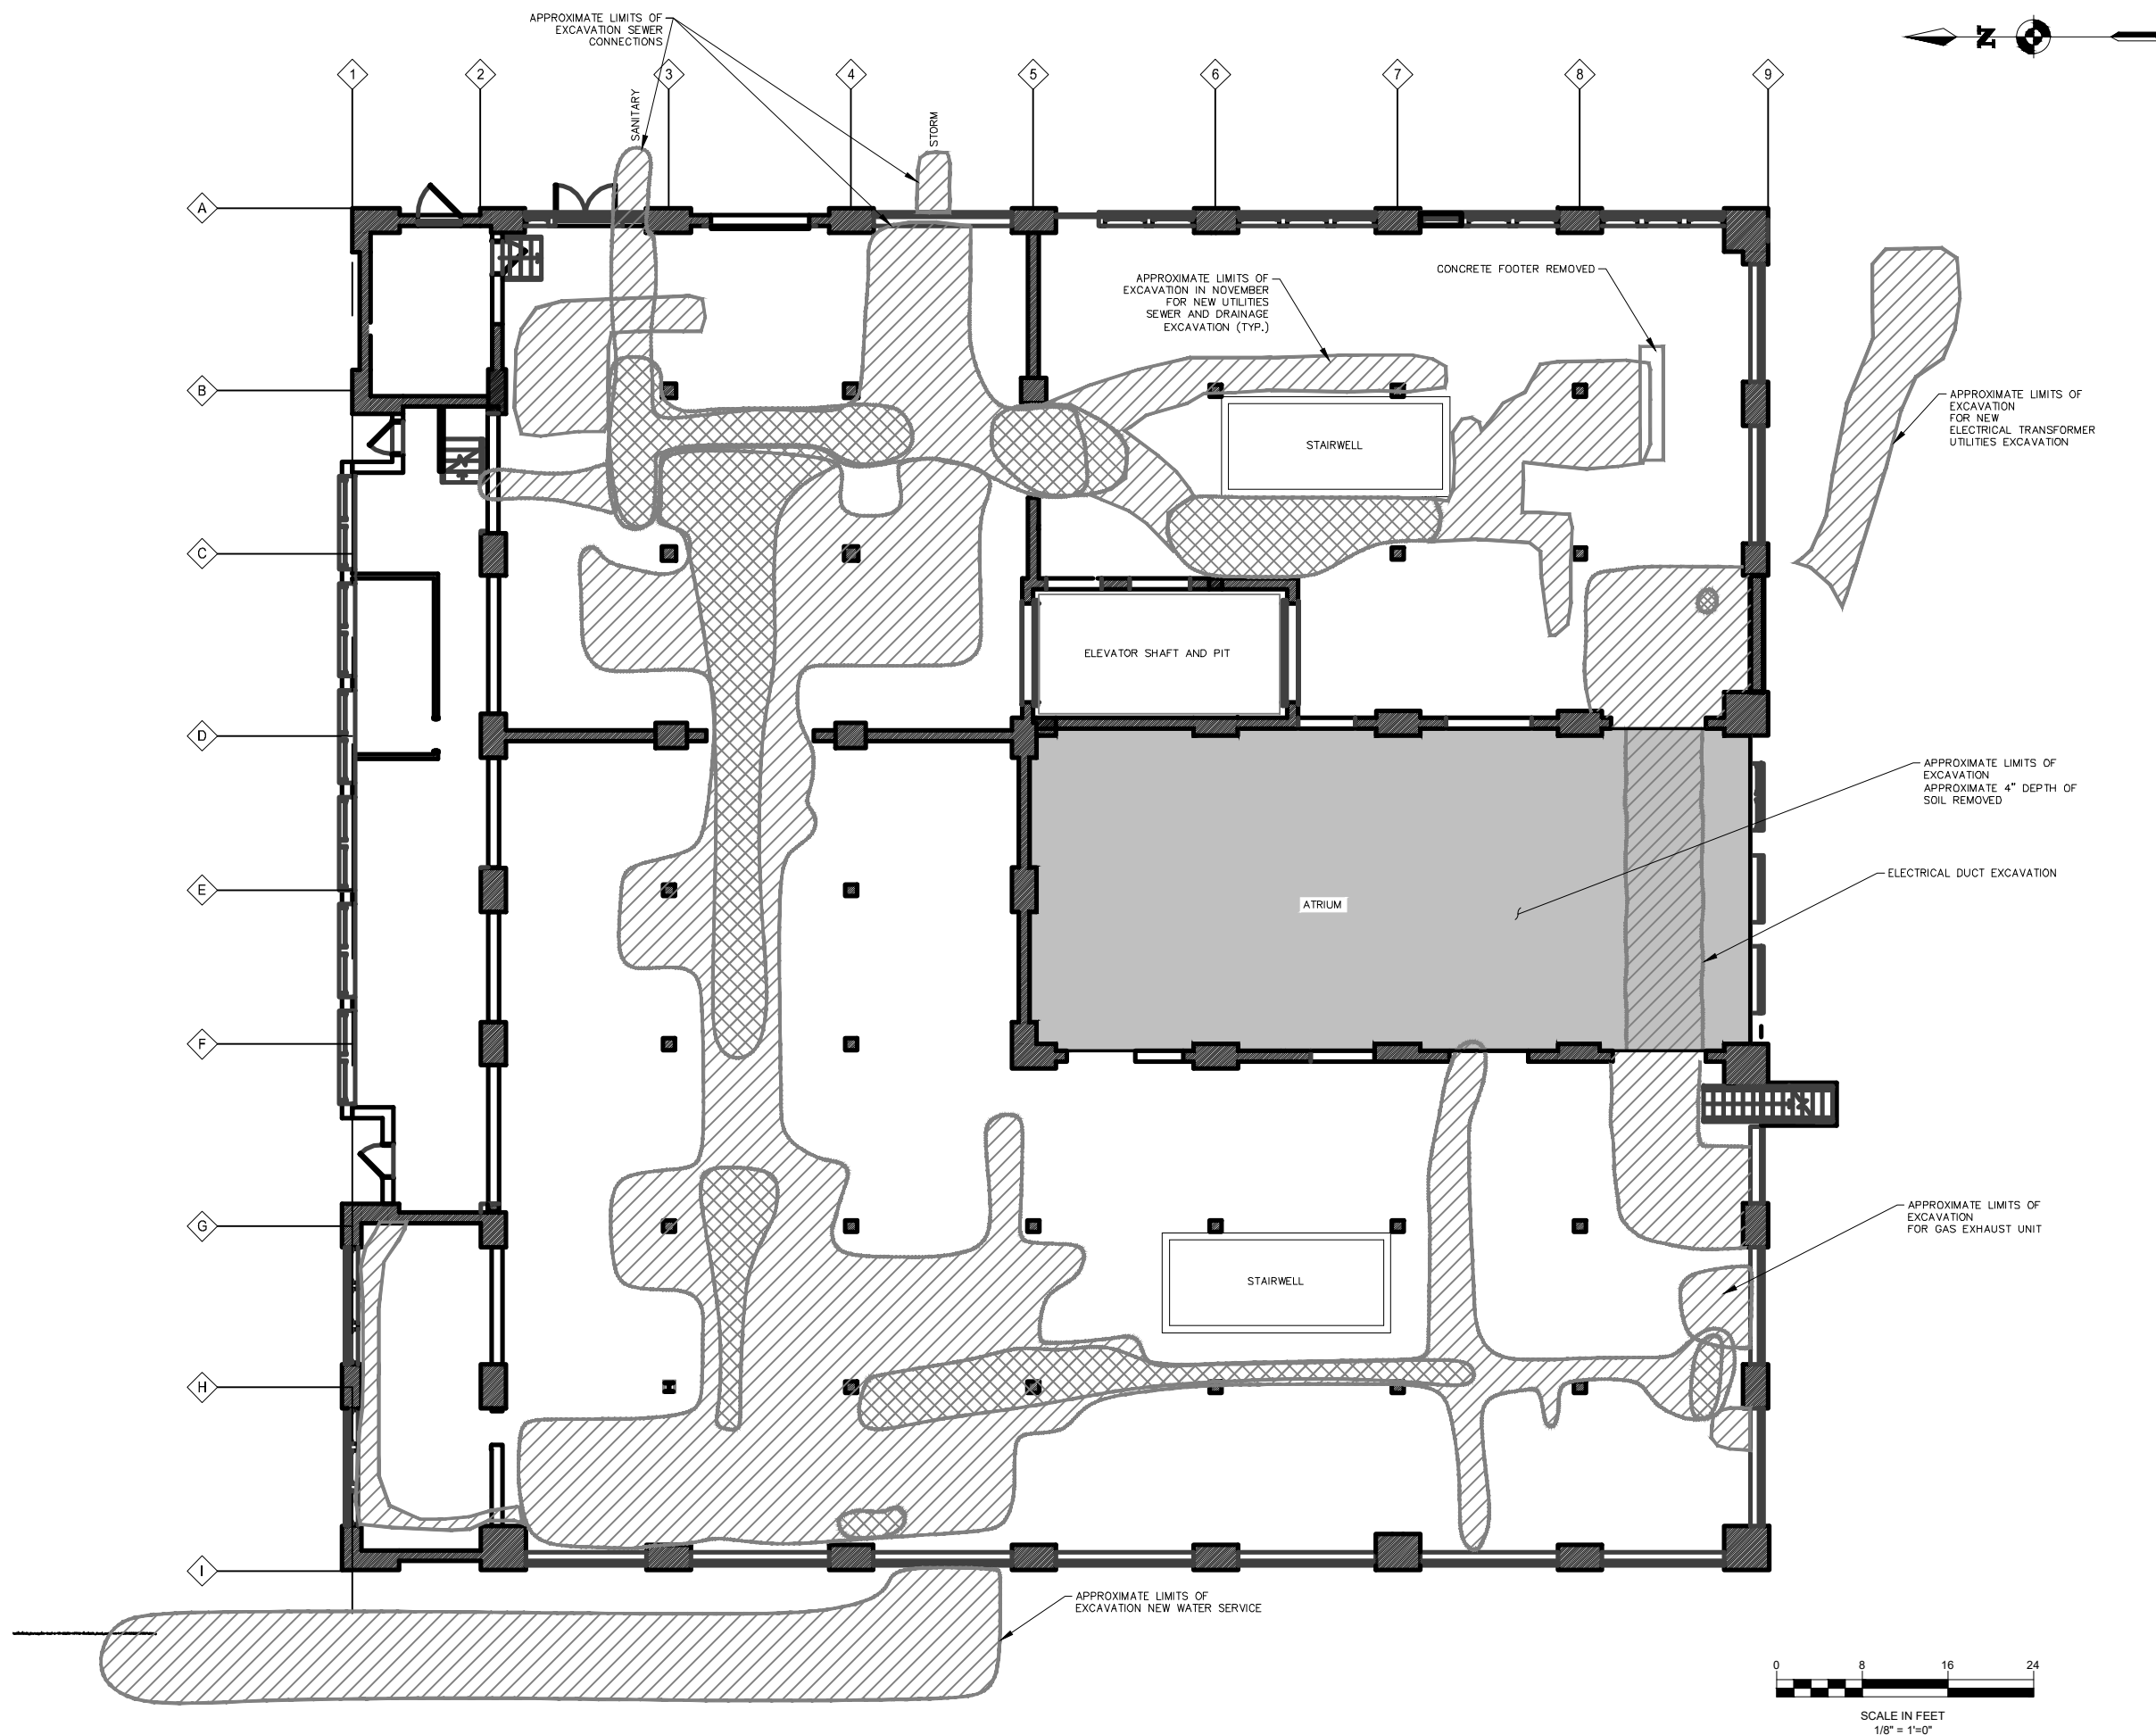 APPROXIMATE LIMITS OF
EXCAVATION SEWER
CONNECTIONS
N
1
2
3
4
5
6
7
8
9
SANITARY
STORM
A
APPROXIMATE LIMITS OF
EXCAVATION IN NOVEMBER
FOR NEW UTILITIES
SEWER AND DRAINAGE
EXCAVATION (TYP.)
CONCRETE FOOTER REMOVED
B
APPROXIMATE LIMITS OF
EXCAVATION
FOR NEW
ELECTRICAL TRANSFORMER
UTILITIES EXCAVATION
STAIRWELL
C
ELEVATOR SHAFT AND PIT
D
APPROXIMATE LIMITS OF
EXCAVATION
APPROXIMATE 4" DEPTH OF
SOIL REMOVED
E
ELECTRICAL DUCT EXCAVATION
ATRIUM
F
G
APPROXIMATE LIMITS OF
EXCAVATION
FOR GAS EXHAUST UNIT
STAIRWELL
H
I
APPROXIMATE LIMITS OF
EXCAVATION NEW WATER SERVICE
0 8 16 24
SCALE IN FEET
1/8" = 1'=0"